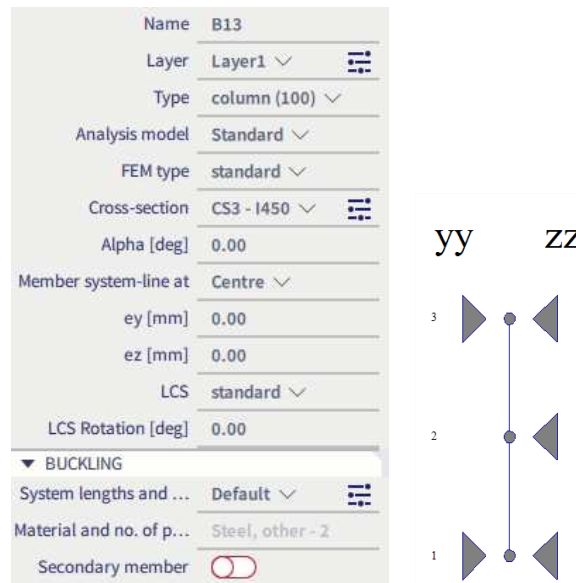 Name B13
Layer Layer1
Type column (100)
Analysis model Standard
FEM type standard
Cross-section CS3 - I450
Alpha [deg] 0.00
Member system-line at Centre
ey [mm] 0.00
ez [mm] 0.00
LCS standard
LCS Rotation [deg] 0.00
BUCKLING
System lengths and ... Default
Material and no. of p... Steel, other - 2
Secondary member
yy zz
3
2
1